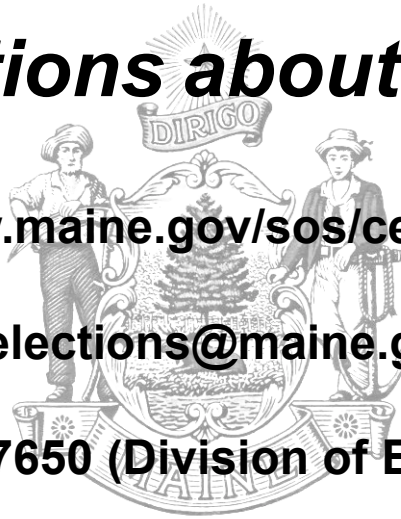 tions about
DIRIGO
.maine.gov/sos/ce
elections@maine.g
7650 (Division of E
MAINE